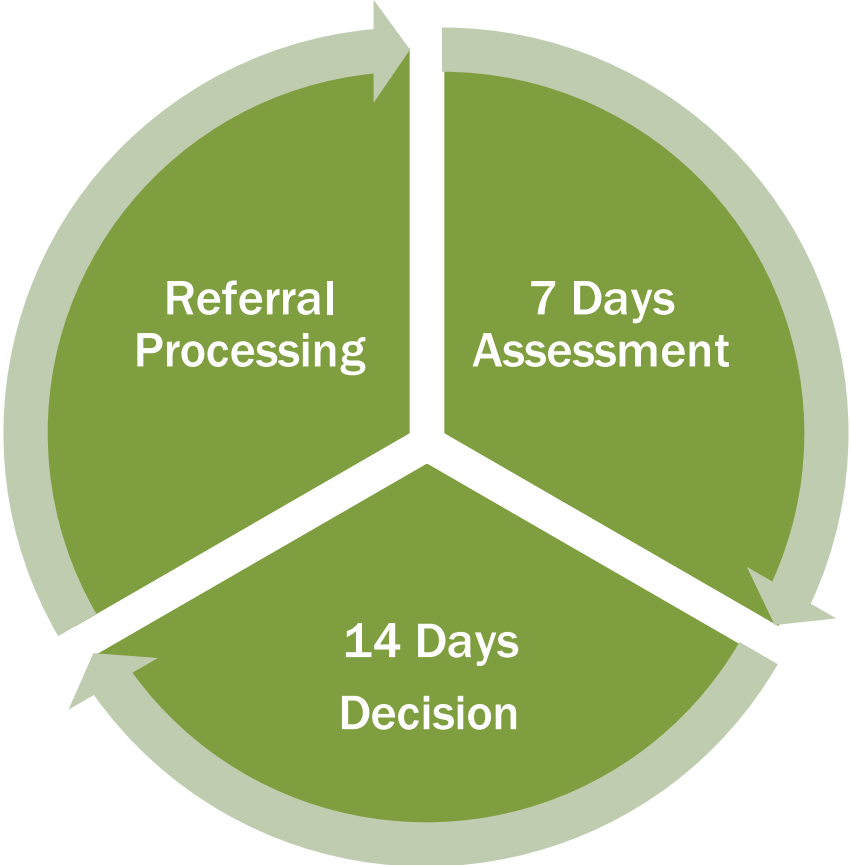 Referral
Processing
7 Days
Assessment
14 Days
Decision